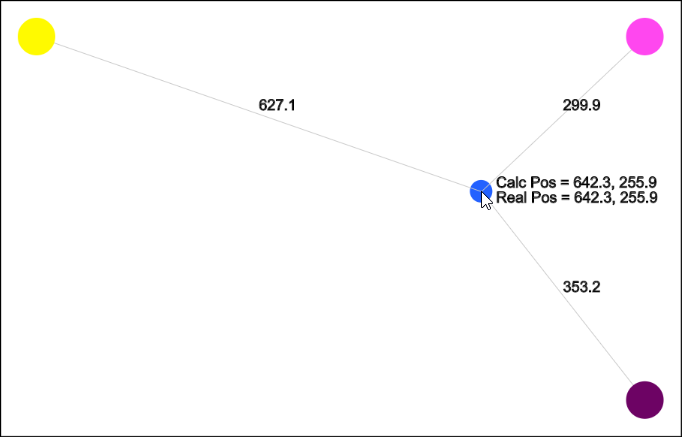 627.1
299.9
Calc Pos = 642.3, 255.9
Real Pos = 642.3, 255.9
353.2